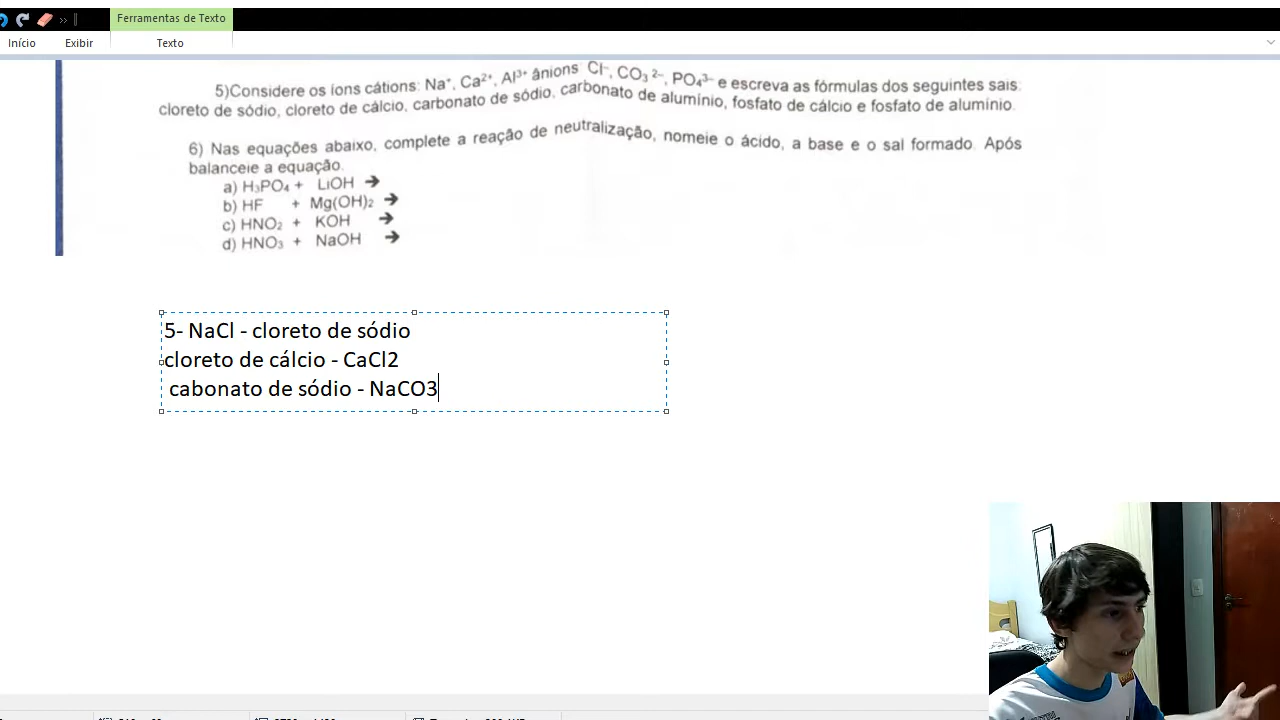 Ferramentas de Texto
Início Exibir Texto
5)Considere os íons cátions: Na⁺, Ca²⁺, Al³⁺ ânions: Cl⁻, CO₃²⁻, PO₄³⁻ e escreva as fórmulas dos seguintes sais:
cloreto de sódio, cloreto de cálcio, carbonato de sódio, carbonato de alumínio, fosfato de cálcio e fosfato de alumínio.
6) Nas equações abaixo, complete a reação de neutralização, nomeie o ácido, a base e o sal formado. Após
balanceie a equação.
a) H₃PO₄ + LiOH ➔
b) HF + Mg(OH)₂ ➔
c) HNO₂ + KOH ➔
d) HNO₃ + NaOH ➔
5- NaCl - cloreto de sódio
cloreto de cálcio - CaCl2
cabonato de sódio - NaCO3